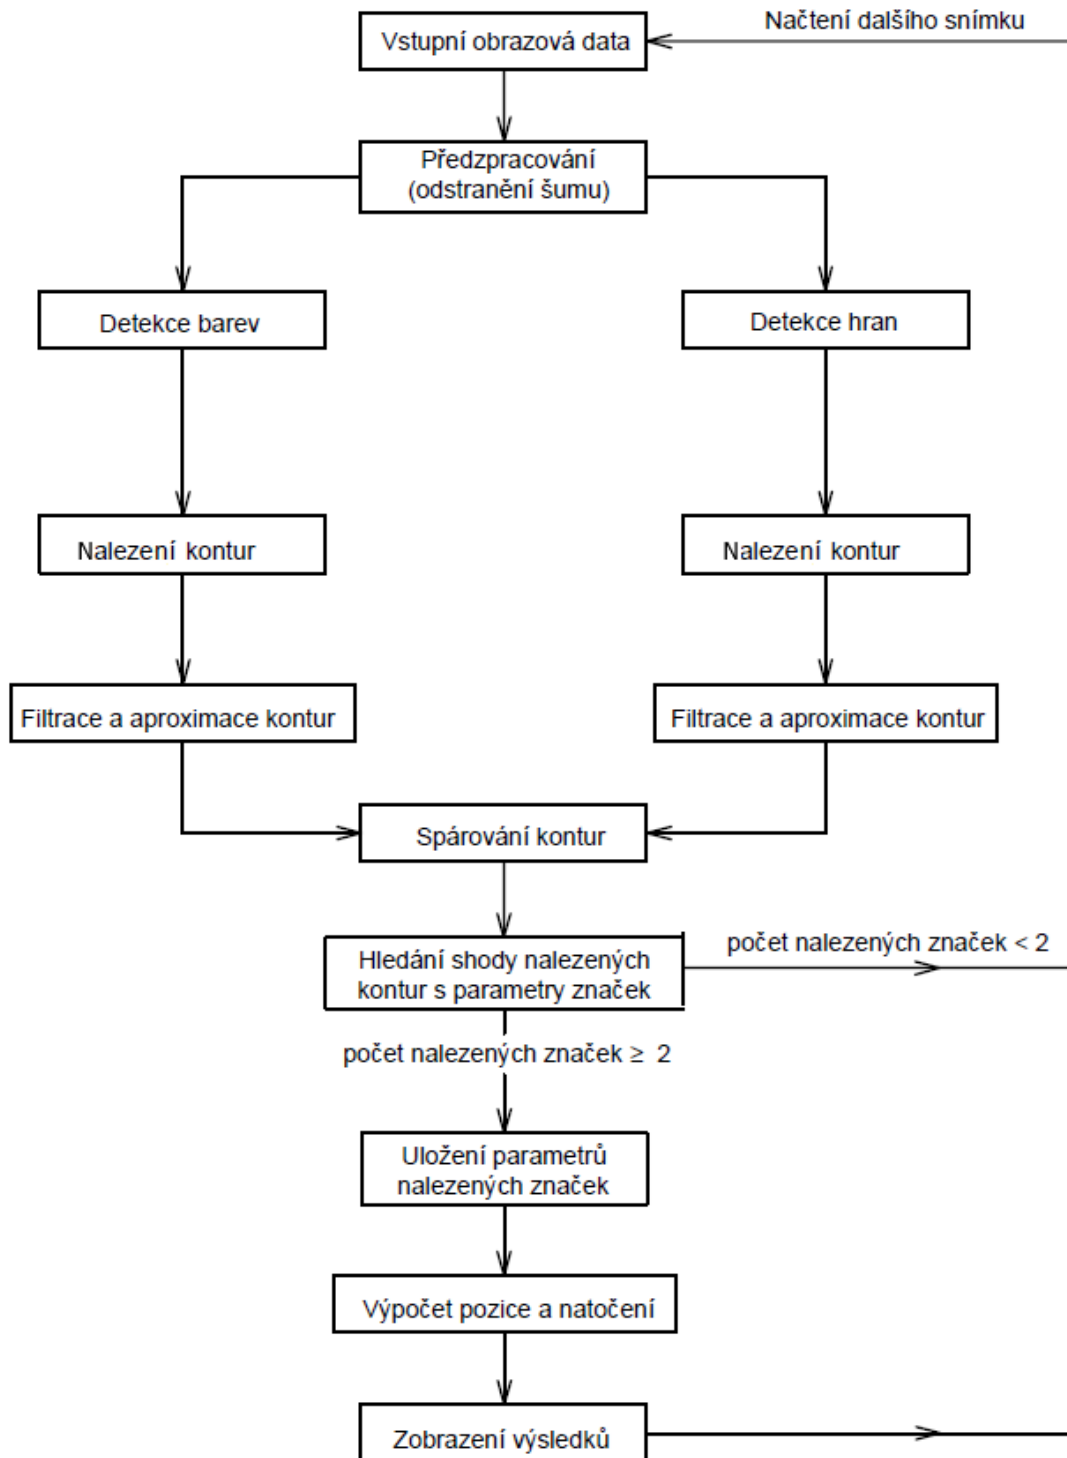 Načtení dalšího snímku
Vstupní obrazová data
Předzpracování
(odstranění šumu)
Detekce barev
Detekce hran
Nalezení kontur
Nalezení kontur
Filtrace a aproximace kontur
Filtrace a aproximace kontur
Spárování kontur
počet nalezených značek < 2
Hledání shody nalezených
kontur s parametry značek
počet nalezených značek ≥ 2
Uložení parametrů
nalezených značek
Výpočet pozice a natočení
Zobrazení výsledků